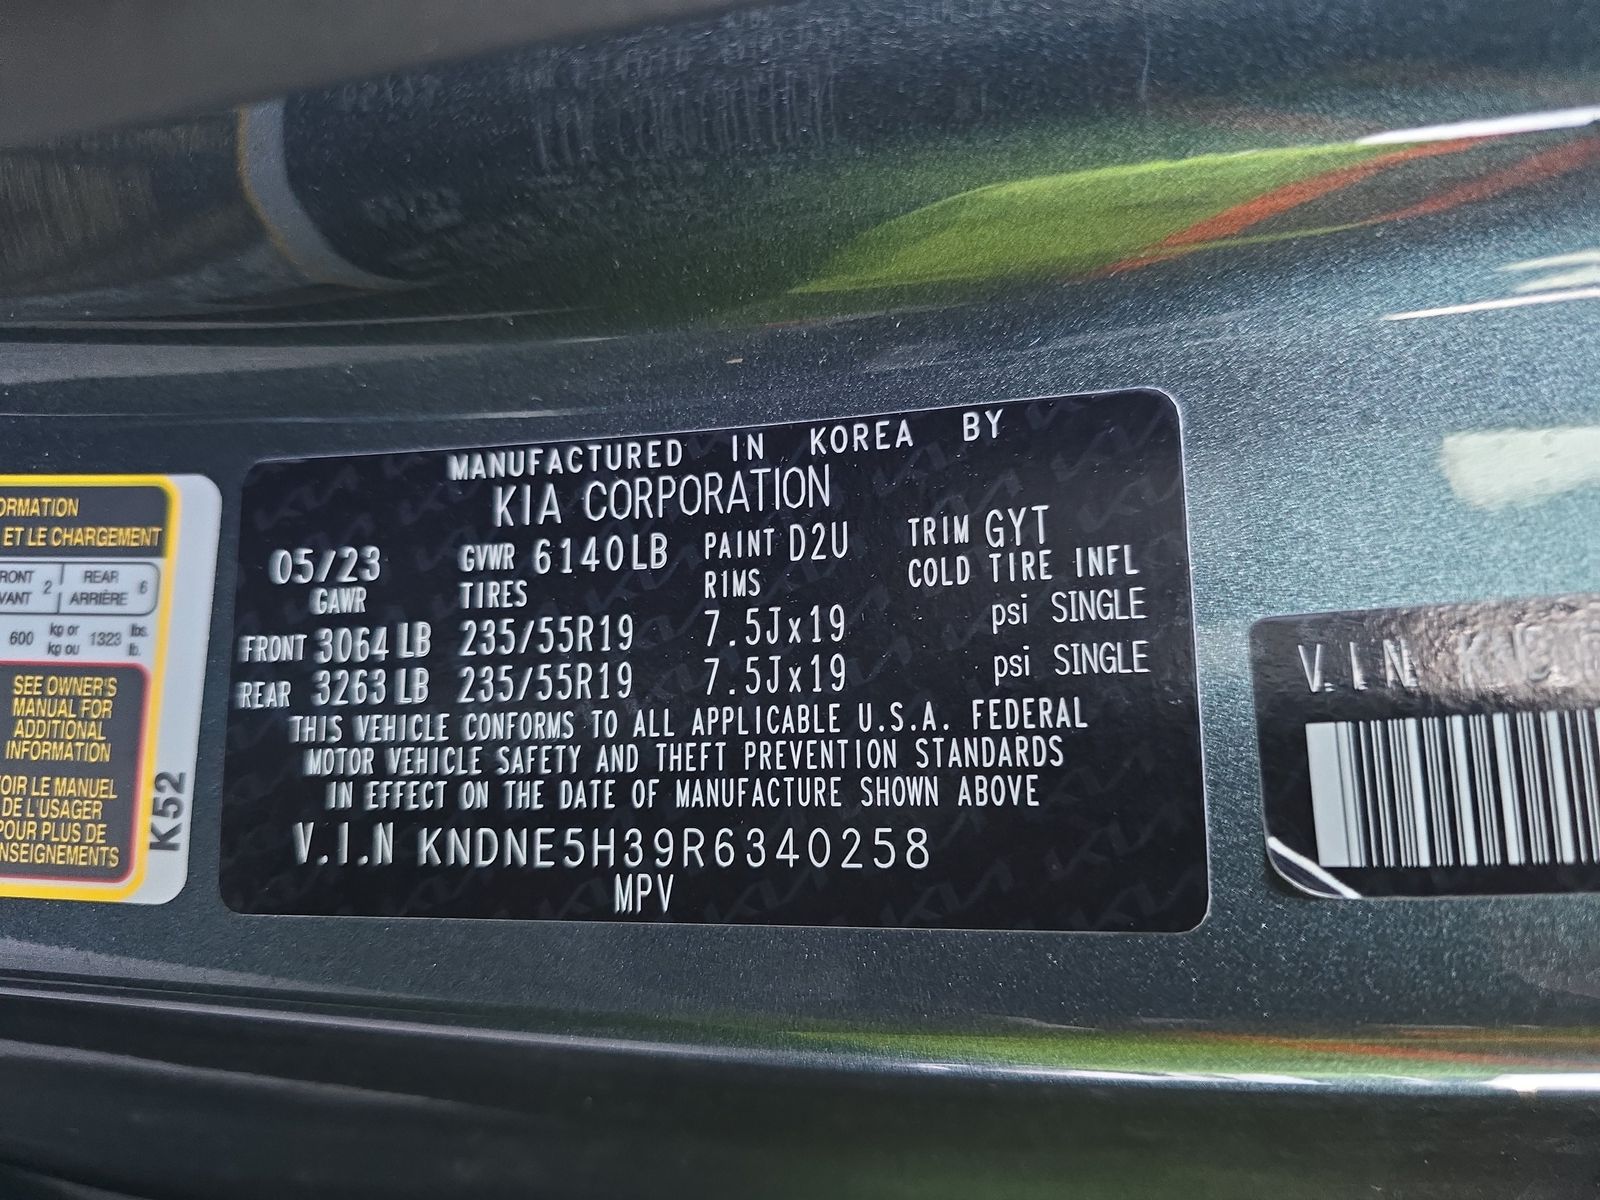 ORMATION
ET LE CHARGEMENT
RONT 2 REAR 6
VANT ARRIÈRE
600 kg or 1323 lbs.
kg ou lb.
SEE OWNER'S
MANUAL FOR
ADDITIONAL
INFORMATION
OIR LE MANUEL
DE L'USAGER
POUR PLUS DE
NSEIGNEMENTS
K52
MANUFACTURED IN KOREA BY
KIA CORPORATION
05/23 GVWR 6140LB PAINT D2U TRIM GYT
GAWR TIRES RIMS COLD TIRE INFL
FRONT 3064 LB 235/55R19 7.5Jx19 psi SINGLE
REAR 3263 LB 235/55R19 7.5Jx19 psi SINGLE
THIS VEHICLE CONFORMS TO ALL APPLICABLE U.S.A. FEDERAL
MOTOR VEHICLE SAFETY AND THEFT PREVENTION STANDARDS
IN EFFECT ON THE DATE OF MANUFACTURE SHOWN ABOVE
V.I.N KNDNE5H39R6340258
MPV
V.I.N